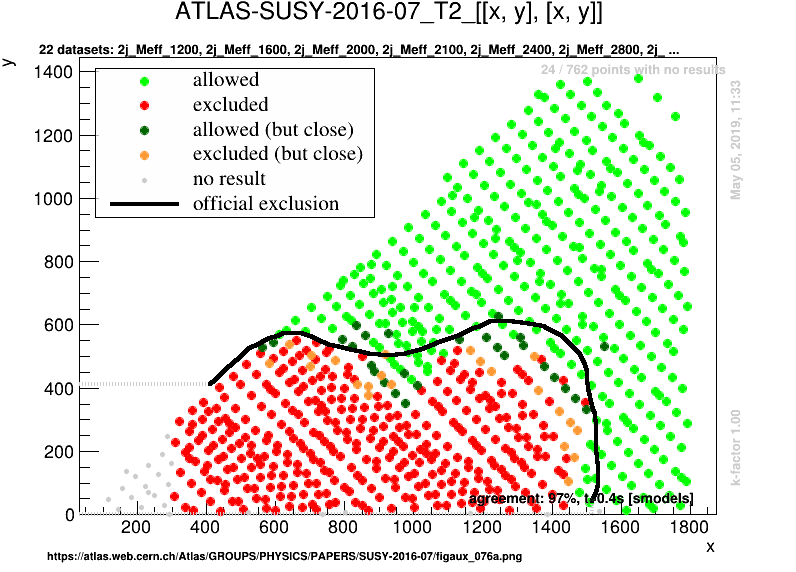 ATLAS-SUSY-2016-07_T2_[[x, y], [x, y]]
22 datasets: 2j_Meff_1200, 2j_Meff_1600, 2j_Meff_2000, 2j_Meff_2100, 2j_Meff_2400, 2j_Meff_2800, 2j_ ...
y
24 / 762 points with no results
allowed
excluded
allowed (but close)
excluded (but close)
no result
official exclusion
May 05, 2019, 11:33
k-factor 1.00
1400
1200
1000
800
600
400
200
0
agreement: 97%, t=0.4s [smodels]
200 400 600 800 1000 1200 1400 1600 1800
x
https://atlas.web.cern.ch/Atlas/GROUPS/PHYSICS/PAPERS/SUSY-2016-07/figaux_076a.png